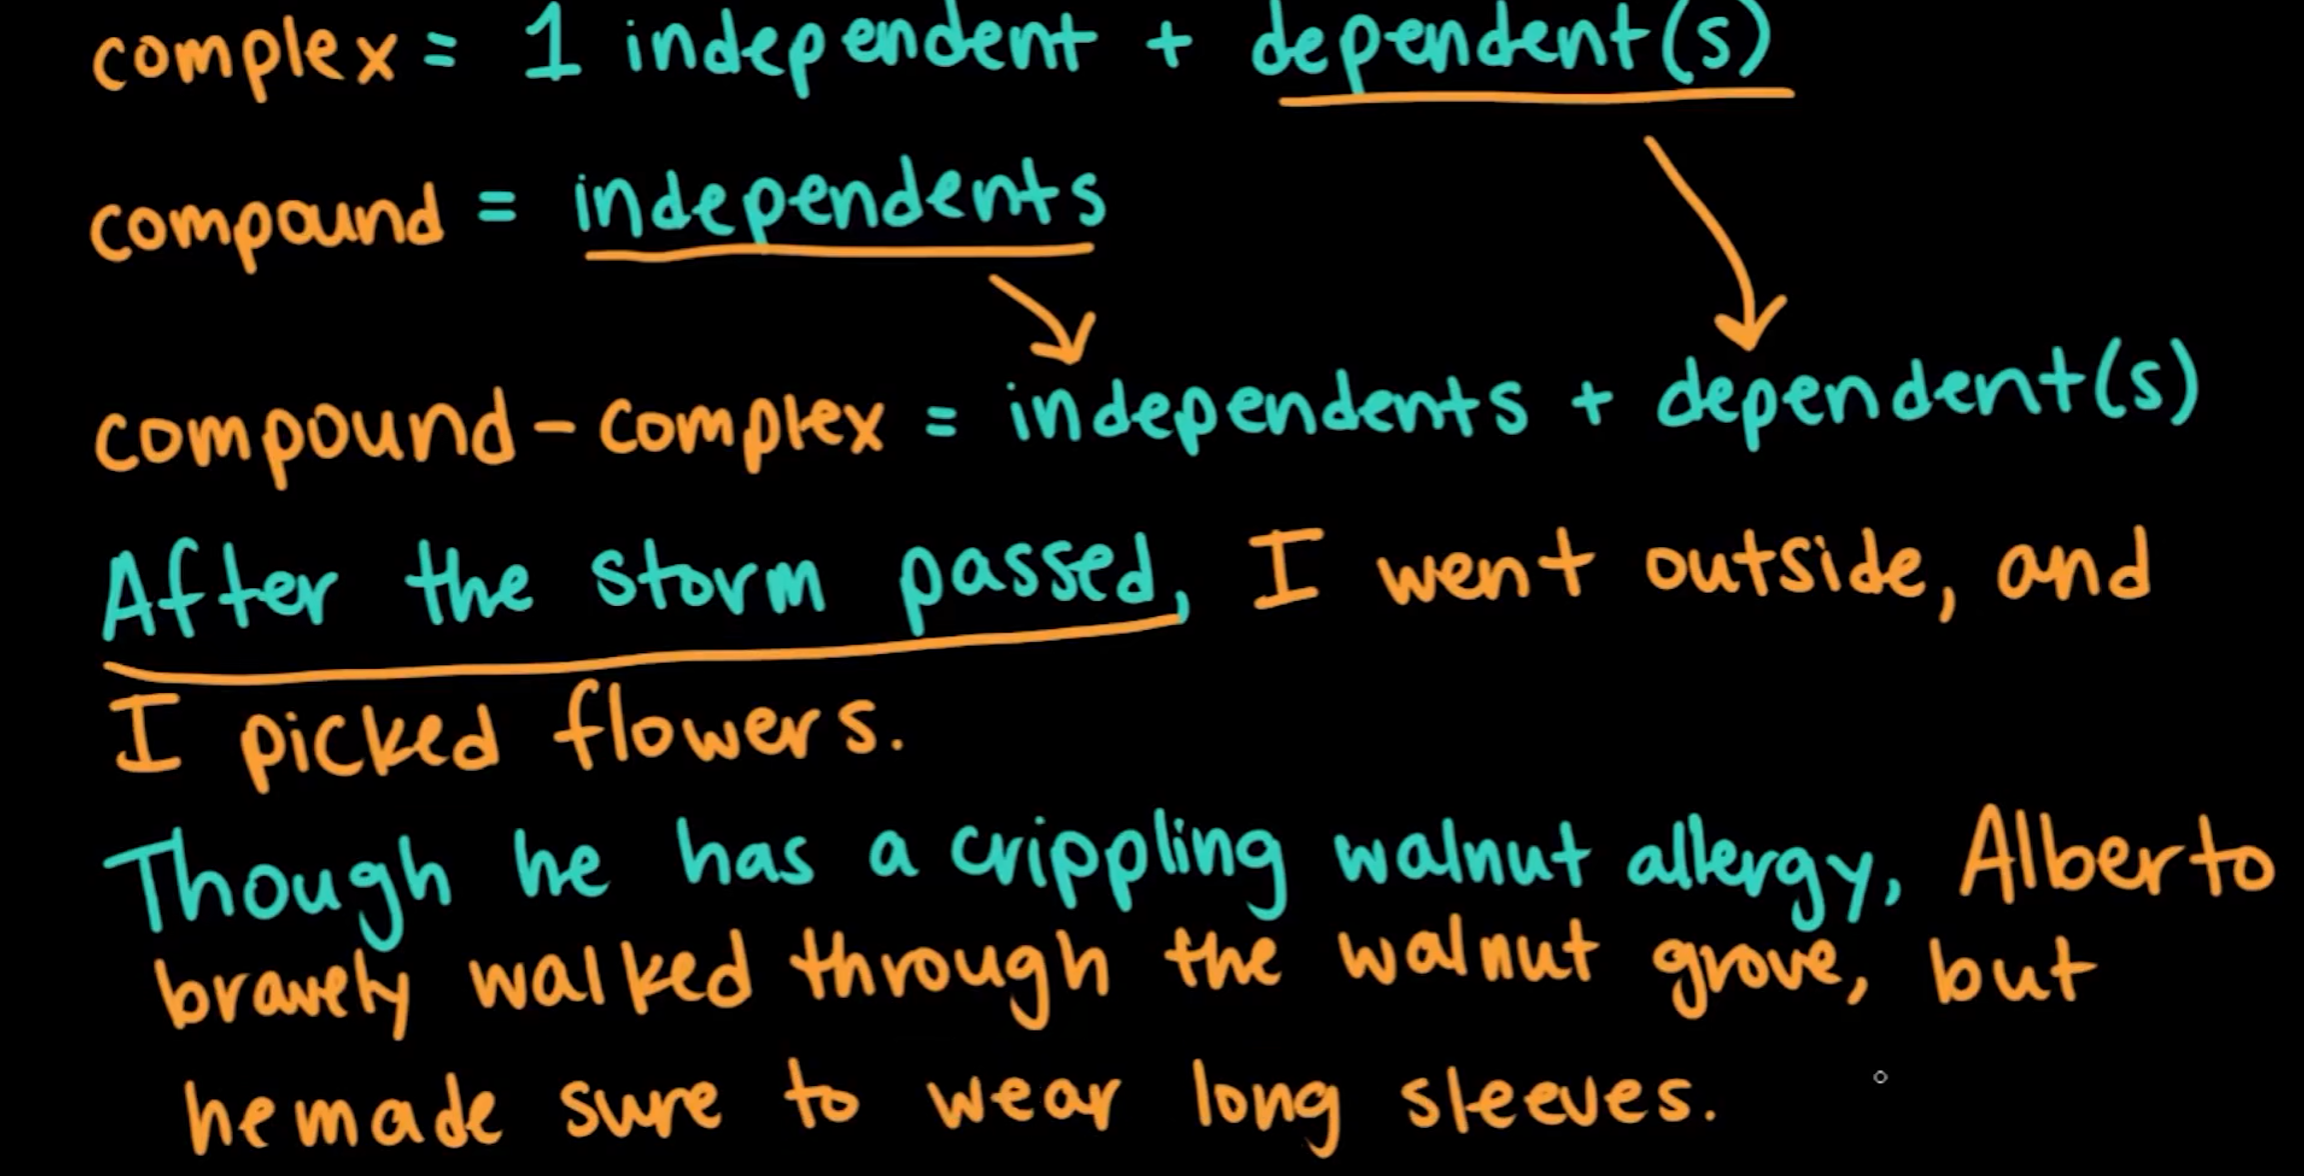 complex = 1 independent + dependent(s)
compound = independents
compound-complex = independents + dependent(s)
After the storm passed, I went outside, and
I picked flowers.
Though he has a crippling walnut allergy, Alberto
bravely walked through the walnut grove, but
he made sure to wear long sleeves.